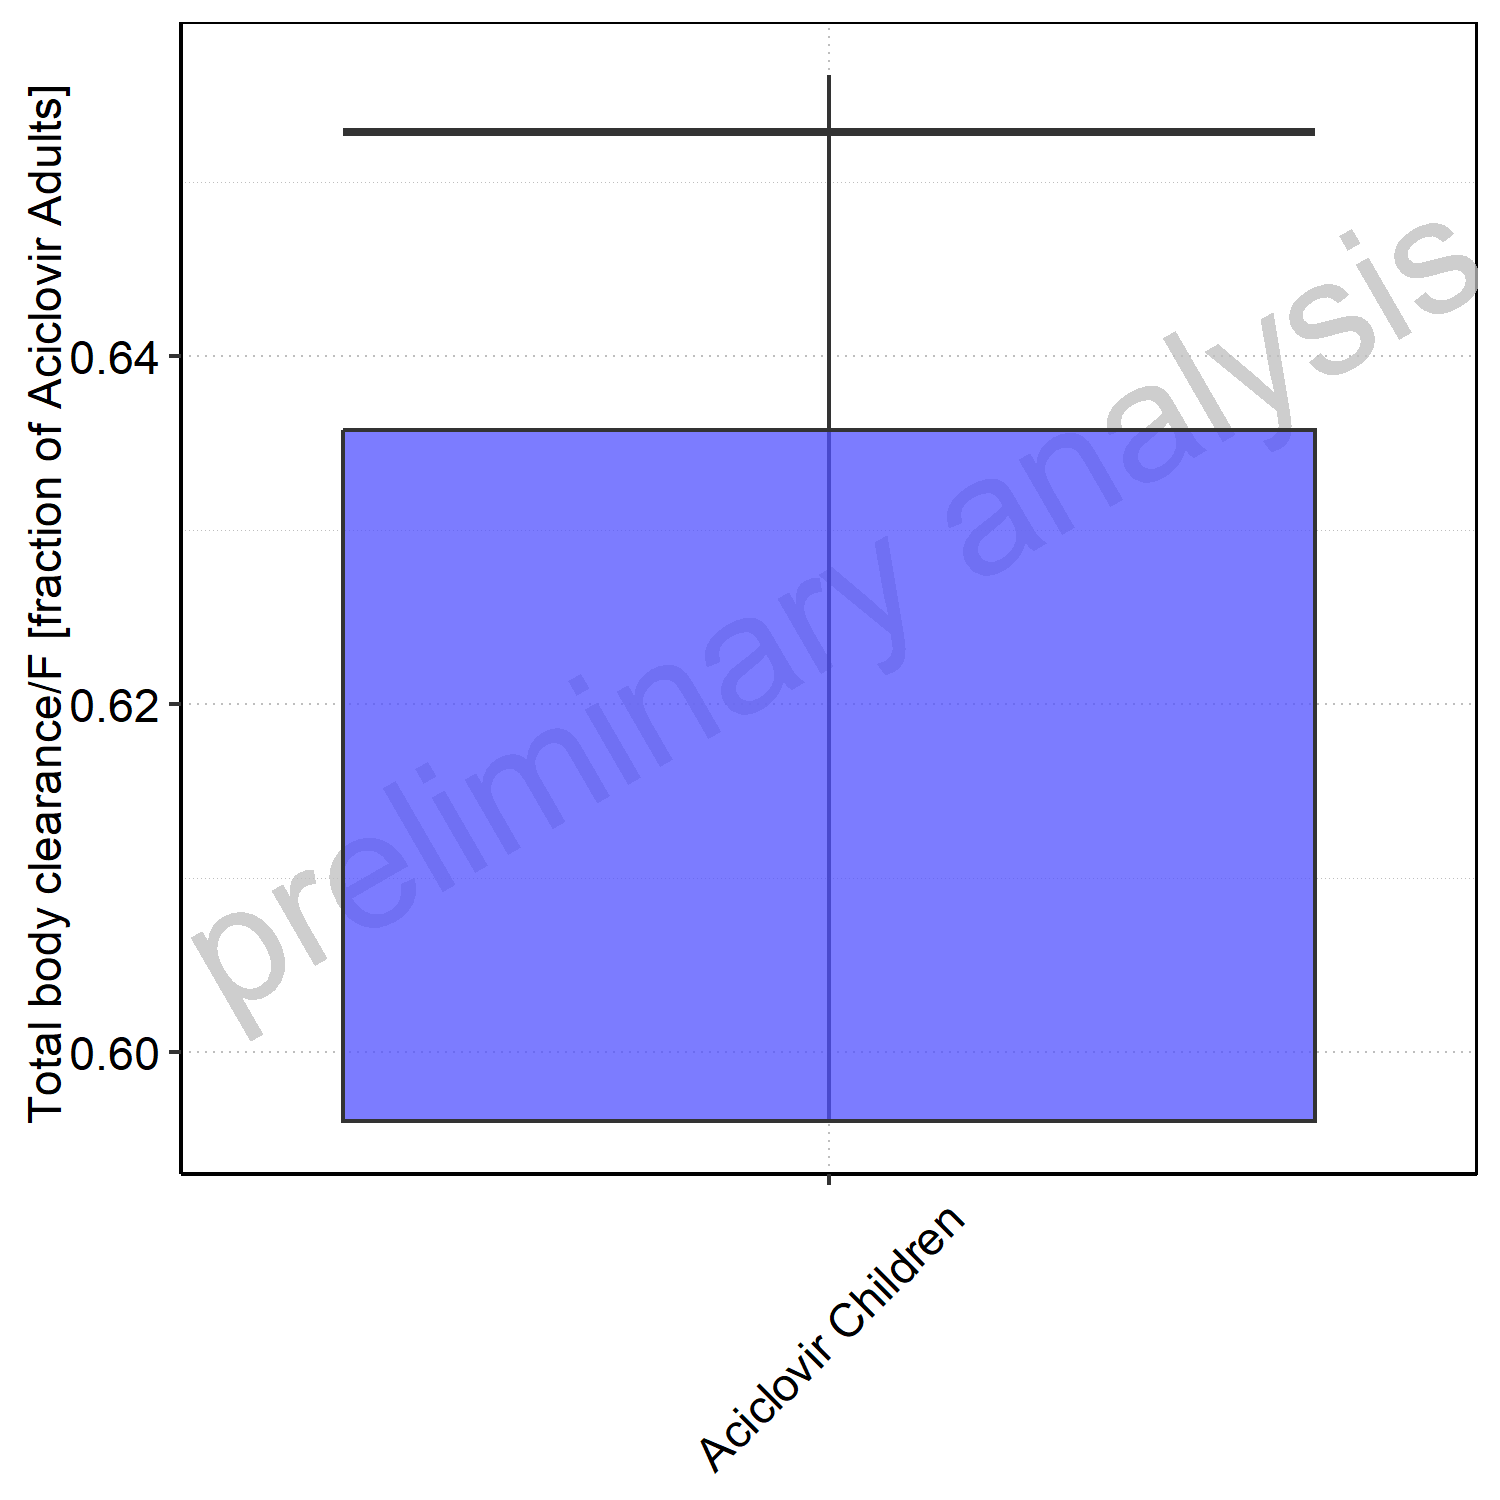 Total body clearance/F [fraction of Aciclovir Adults]
0.64
0.62
0.60
preliminary analysis
Aciclovir Children